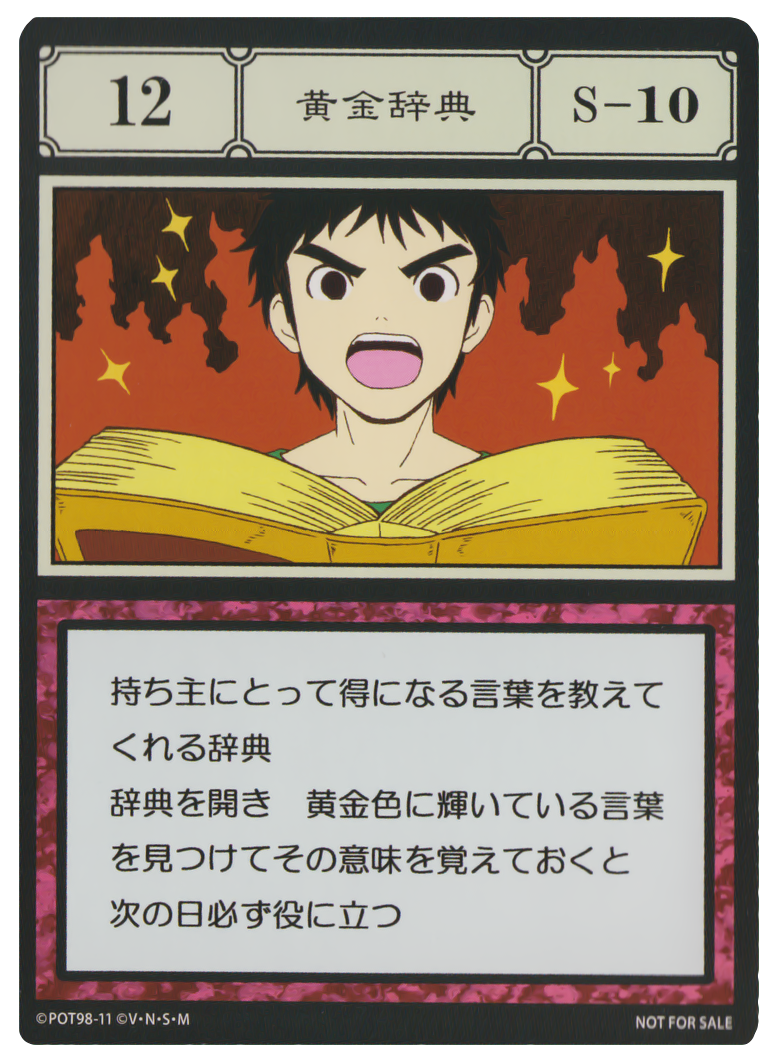 12
黄金辞典
S-10
持ち主にとって得になる言葉を教えて
くれる辞典
辞典を開き　黄金色に輝いている言葉
を見つけてその意味を覚えておくと
次の日必ず役に立つ
©POT98-11 ©V•N•S•M
NOT FOR SALE